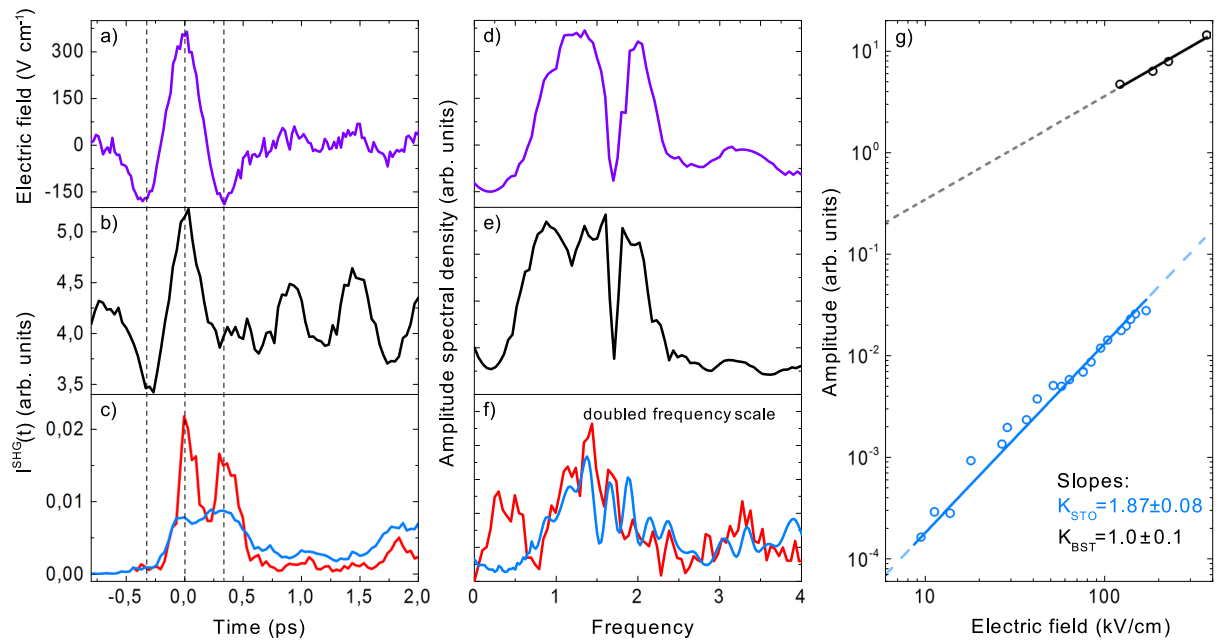 a)
Electric field (V cm⁻¹)
300
150
0
-150
b)
5,0
4,5
4,0
3,5
I^SHG(t) (arb. units)
c)
0,02
0,01
0,00
-0,5
0,0
0,5
1,0
1,5
2,0
Time (ps)
d)
Amplitude spectral density (arb. units)
e)
f)
doubled frequency scale
0
1
2
3
4
Frequency
g)
Amplitude (arb. units)
10¹
10⁰
10⁻¹
10⁻²
10⁻³
10⁻⁴
Slopes:
K_STO=1.87±0.08
K_BST=1.0±0.1
10
100
Electric field (kV/cm)